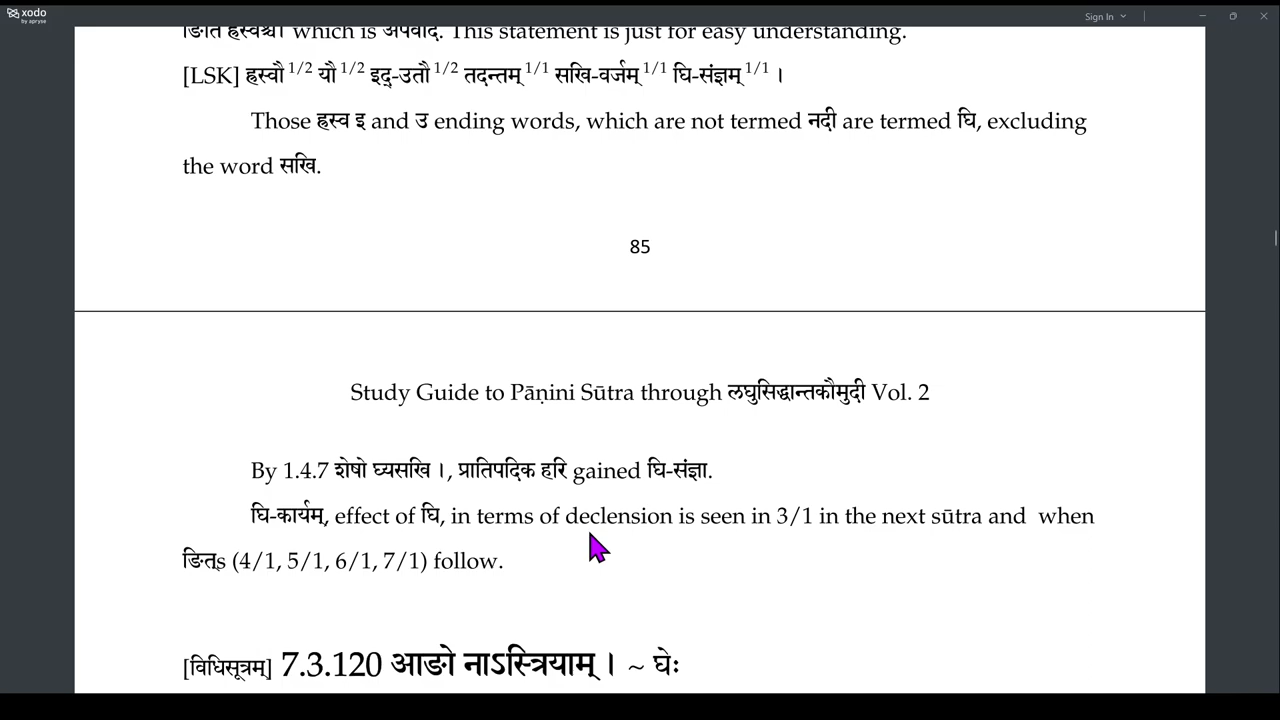 xodo
by apryse
Sign In
ङिति ह्रस्वश्च। which is अपवाद. This statement is just for easy understanding.
[LSK] ह्रस्वौ 1/2 यौ 1/2 इद्-उतौ 1/2 तदन्तम् 1/1 सखि-वर्जम् 1/1 घि-संज्ञम् 1/1 ।
Those ह्रस्व इ and उ ending words, which are not termed नदी are termed घि, excluding
the word सखि.
85
Study Guide to Pāṇini Sūtra through लघुसिद्धान्तकौमुदी Vol. 2
By 1.4.7 शेषो घ्यसखि ।, प्रातिपदिक हरि gained घि-संज्ञा.
घि-कार्यम्, effect of घि, in terms of declension is seen in 3/1 in the next sūtra and when
ङित्s (4/1, 5/1, 6/1, 7/1) follow.
[विधिसूत्रम्] 7.3.120 आङो नाऽस्त्रियाम् । ~ घेः